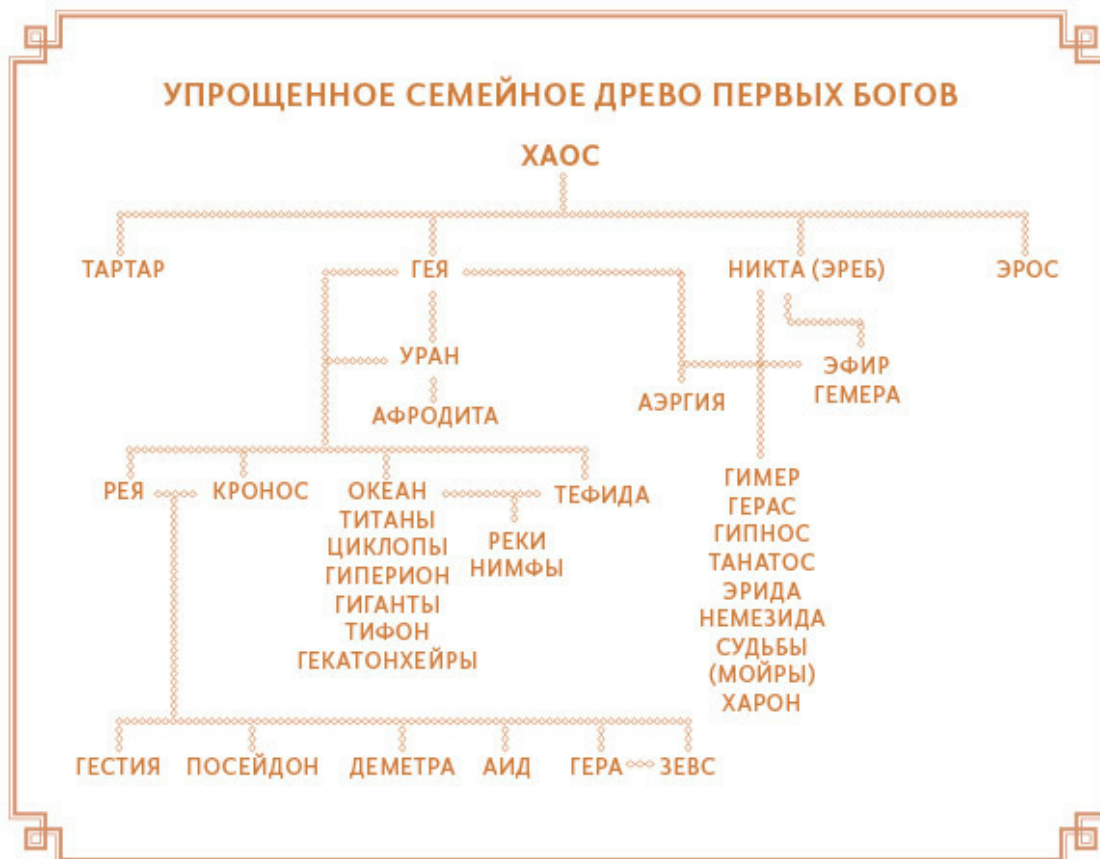 УПРОЩЕННОЕ СЕМЕЙНОЕ ДРЕВО ПЕРВЫХ БОГОВ
ХАОС
ТАРТАР
ГЕЯ
НИКТА (ЭРЕБ)
ЭРОС
УРАН
АФРОДИТА
АЭРГИЯ
ЭФИР
ГЕМЕРА
РЕЯ
КРОНОС
ОКЕАН
ТИТАНЫ
ЦИКЛОПЫ
ГИПЕРИОН
ГИГАНТЫ
ТИФОН
ГЕКАТОНХЕЙРЫ
РЕКИ
НИМФЫ
ТЕФИДА
ГИМЕР
ГЕРАС
ГИПНОС
ТАНАТОС
ЭРИДА
НЕМЕЗИДА
СУДЬБЫ
(МОЙРЫ)
ХАРОН
ГЕСТИЯ
ПОСЕЙДОН
ДЕМЕТРА
АИД
ГЕРА
ЗЕВС